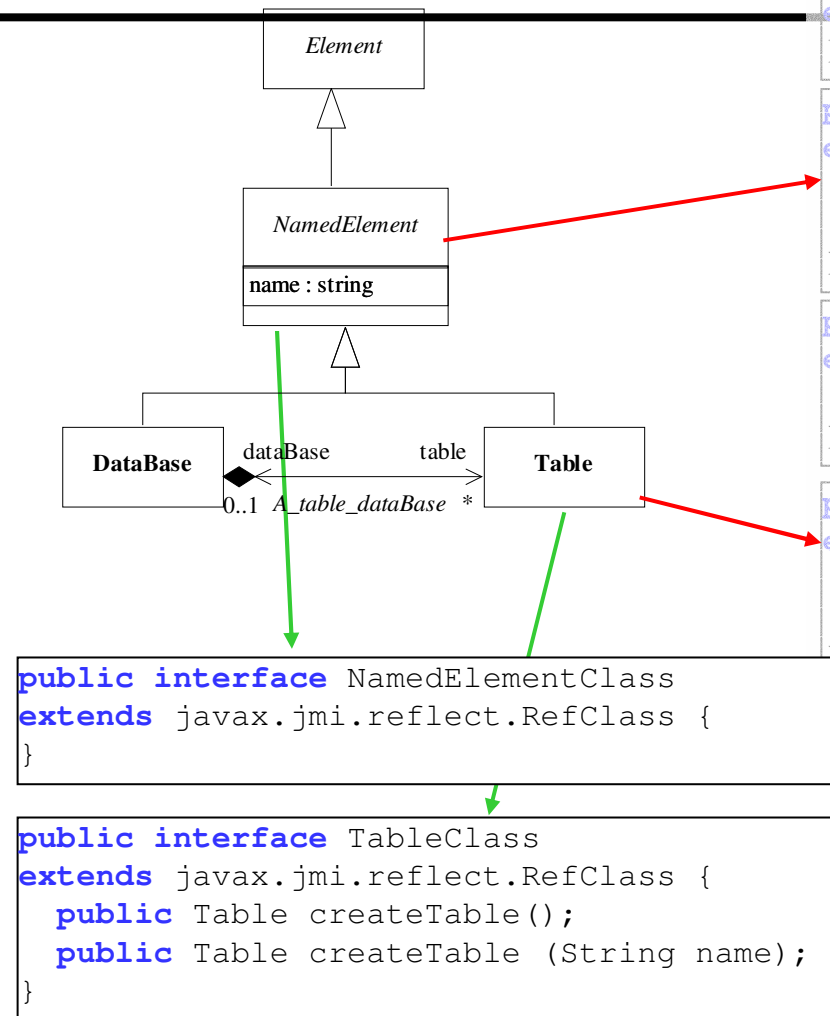 Element
NamedElement
name : string
DataBase
dataBase
table
Table
0..1
A_table_dataBase
*
public interface NamedElementClass
extends javax.jmi.reflect.RefClass {
}
public interface TableClass
extends javax.jmi.reflect.RefClass {
public Table createTable();
public Table createTable (String name);
}